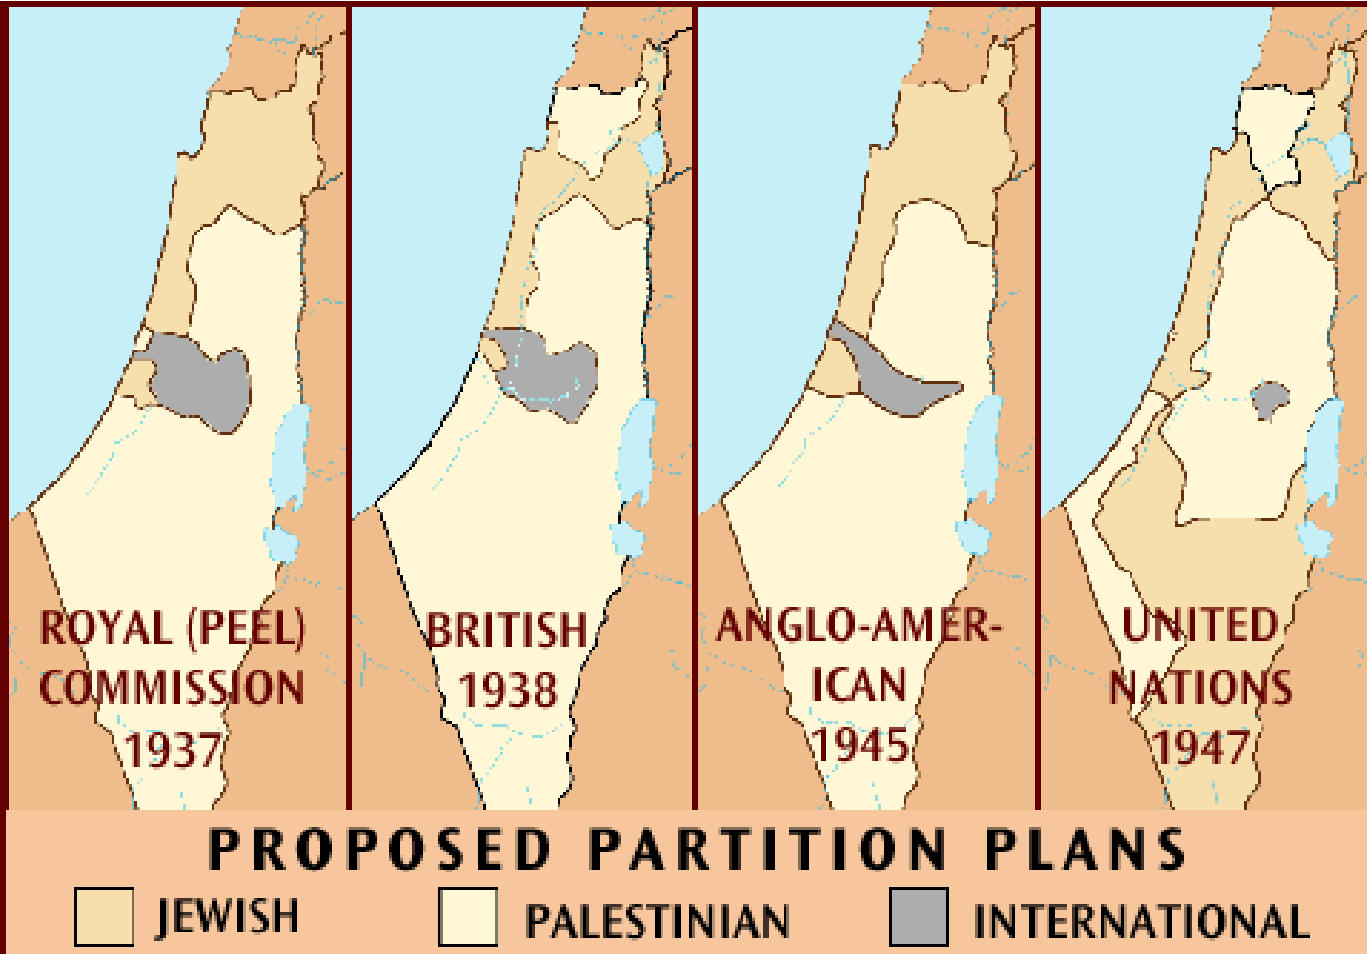 ROYAL (PEEL)
COMMISSION
1937
BRITISH
1938
ANGLO-AMER-
ICAN
1945
UNITED
NATIONS
1947
PROPOSED PARTITION PLANS
JEWISH
PALESTINIAN
INTERNATIONAL